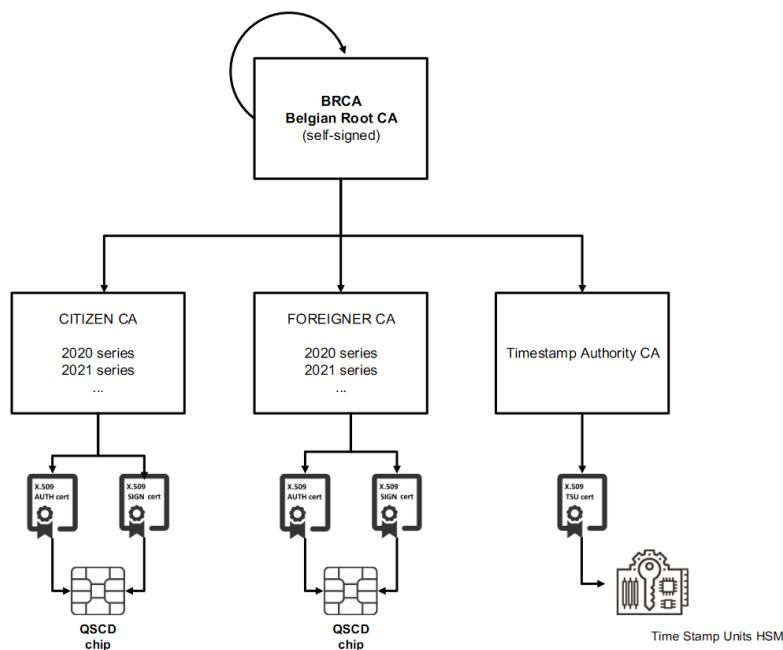 BRCA
Belgian Root CA
(self-signed)
CITIZEN CA
2020 series
2021 series
...
FOREIGNER CA
2020 series
2021 series
...
Timestamp Authority CA
X.509
AUTH cert
X.509
SIGN cert
X.509
AUTH cert
X.509
SIGN cert
X.509
TSU cert
QSCD
chip
QSCD
chip
Time Stamp Units HSM